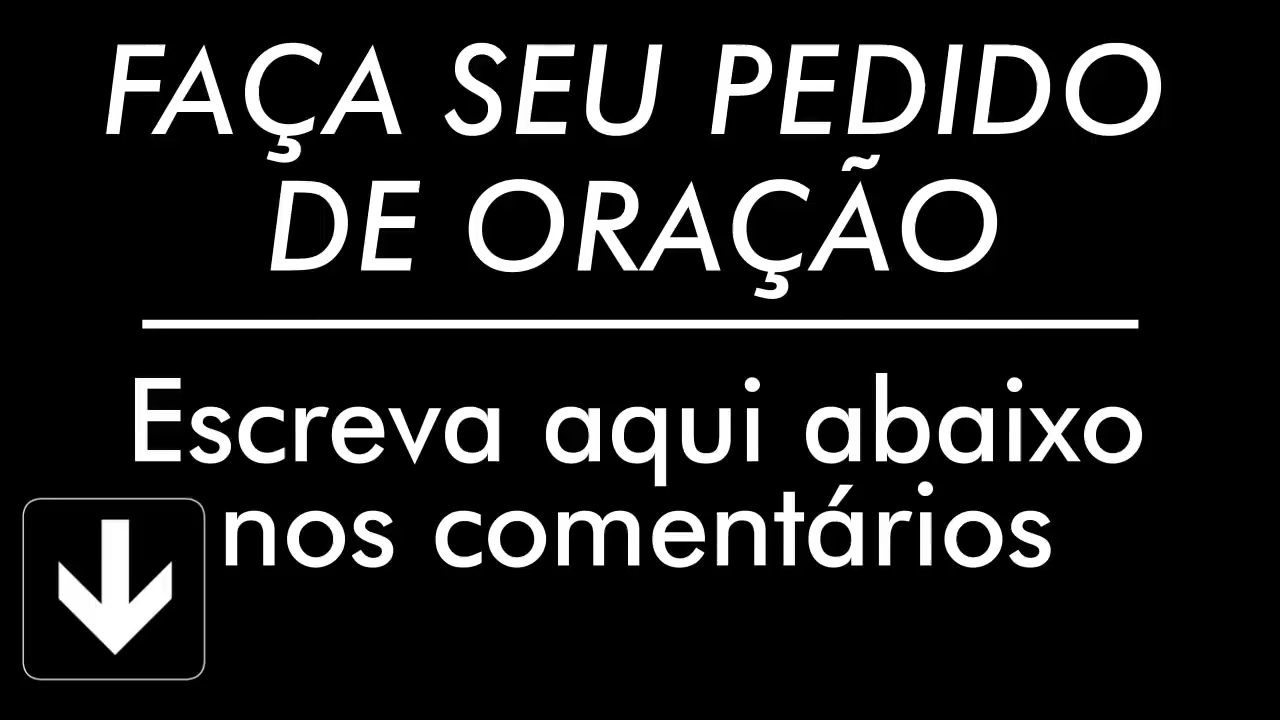 FAÇA SEU PEDIDO
DE ORAÇÃO
Escreva aqui abaixo
nos comentários